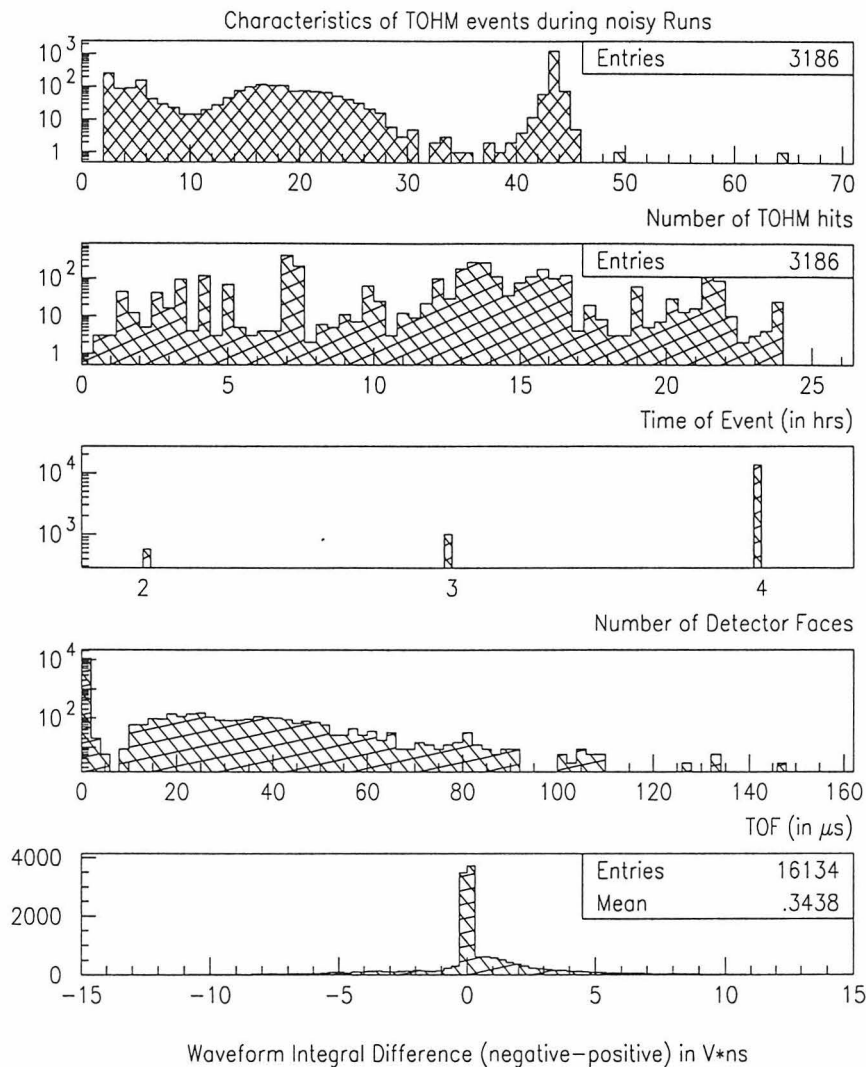 Characteristics of TOHM events during noisy Runs
10^3
10^2
10
1
Entries 3186
0 10 20 30 40 50 60 70
Number of TOHM hits
10^2
10
1
Entries 3186
0 5 10 15 20 25
Time of Event (in hrs)
10^4
10^3
2 3 4
Number of Detector Faces
10^4
10^2
0 20 40 60 80 100 120 140 160
TOF (in μs)
4000
2000
0
Entries 16134
Mean .3438
−15 −10 −5 0 5 10 15
Waveform Integral Difference (negative−positive) in V*ns